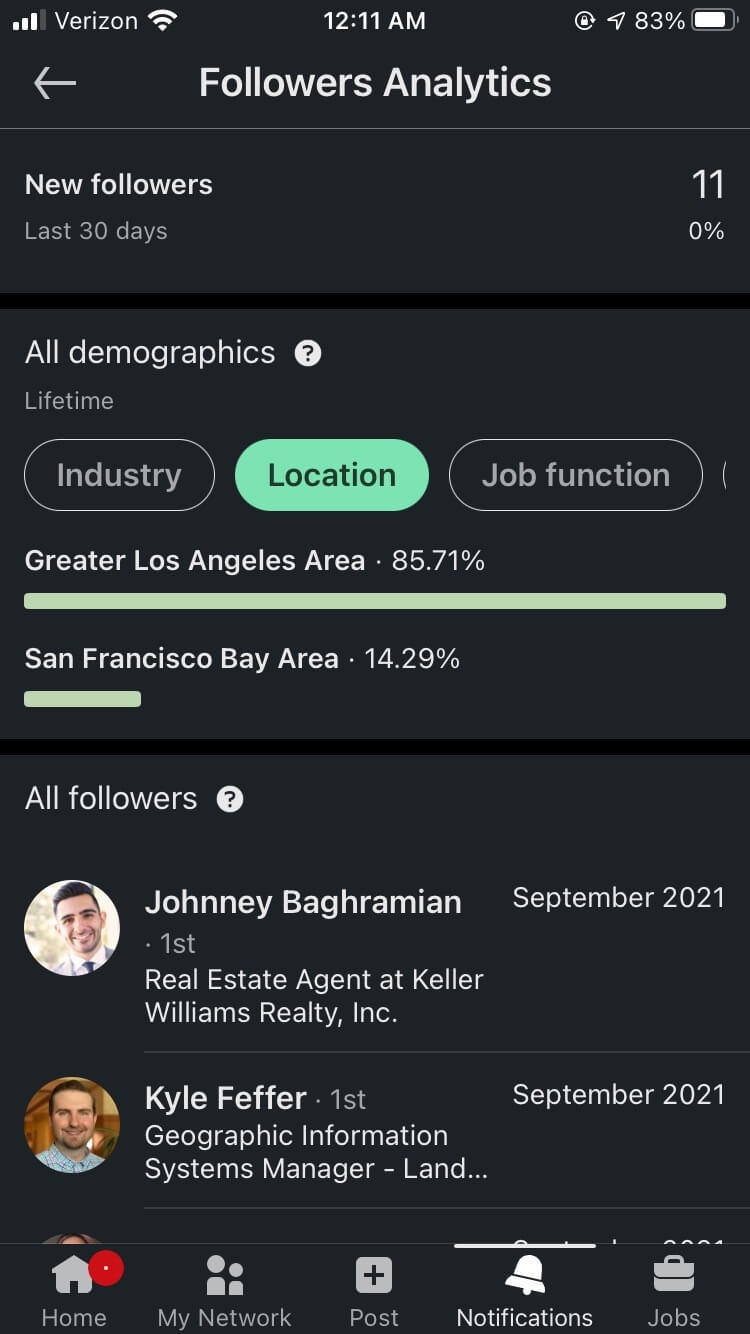 Verizon 12:11 AM 83%
Followers Analytics
New followers 11
Last 30 days 0%
All demographics ?
Lifetime
Industry Location Job function
Greater Los Angeles Area · 85.71%
San Francisco Bay Area · 14.29%
All followers ?
Johnney Baghramian September 2021
· 1st
Real Estate Agent at Keller
Williams Realty, Inc.
Kyle Feffer · 1st September 2021
Geographic Information
Systems Manager - Land...
Home My Network Post Notifications Jobs